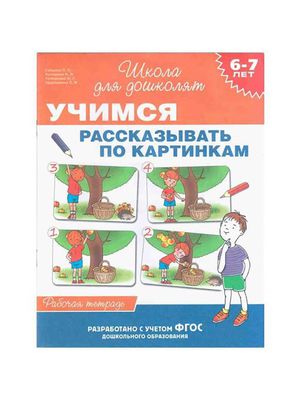 Школа для дошколят
6-7
ЛЕТ
УЧИМСЯ
РАССКАЗЫВАТЬ
ПО КАРТИНКАМ
3
4
1
2
Рабочая тетрадь
РАЗРАБОТАНО С УЧЕТОМ ФГОС
ДОШКОЛЬНОГО ОБРАЗОВАНИЯ